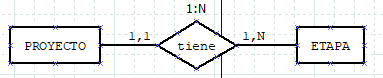 1:N
PROYECTO 1,1 tiene 1,N ETAPA